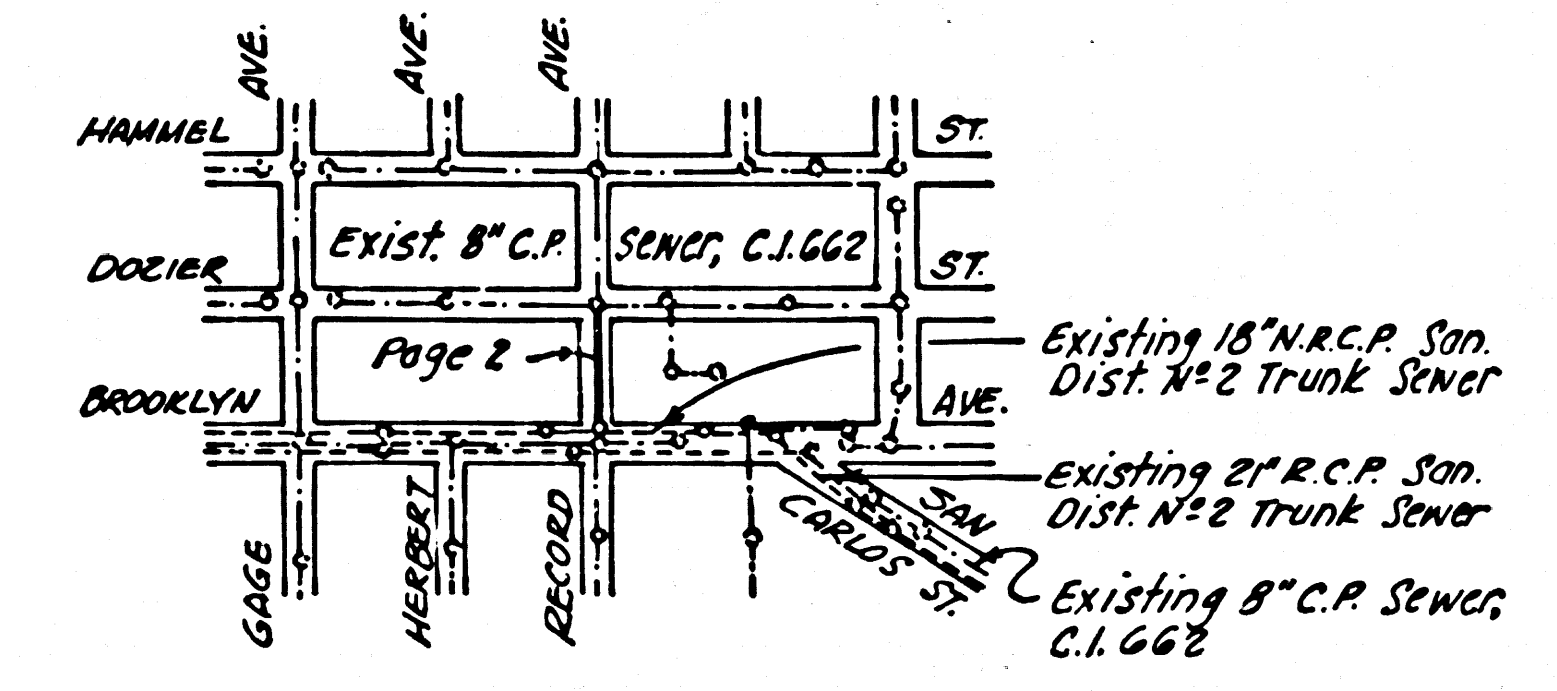 AVE. AVE. AVE.
HAMMEL ST.
Exist. 8" C.P. Sewer, C.I. 662
DOZIER ST.
Existing 18" N.R.C.P. San.
Page 2
Dist. Nº 2 Trunk Sewer
BROOKLYN AVE.
Existing 21" R.C.P. San.
Dist. Nº 2 Trunk Sewer
SAN
CARLOS ST.
GAGE
HERBERT
RECORD
Existing 8" C.P. Sewer,
C.I. 662